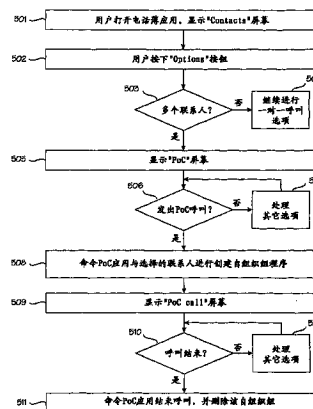 501
用户打开电话簿应用，显示"Contacts"屏幕
502
用户按下"Options"按钮
503
多个联系人？
否
继续进行
一对一呼叫
选项
是
505
显示"PoC"屏幕
506
发出PoC呼叫？
否
处理
其它选项
是
508
命令PoC应用与选择的联系人进行创建自组织组程序
509
显示"PoC call"屏幕
510
呼叫结束？
否
处理
其它选项
是
511
命令PoC应用结束呼叫，并删除该自组织组